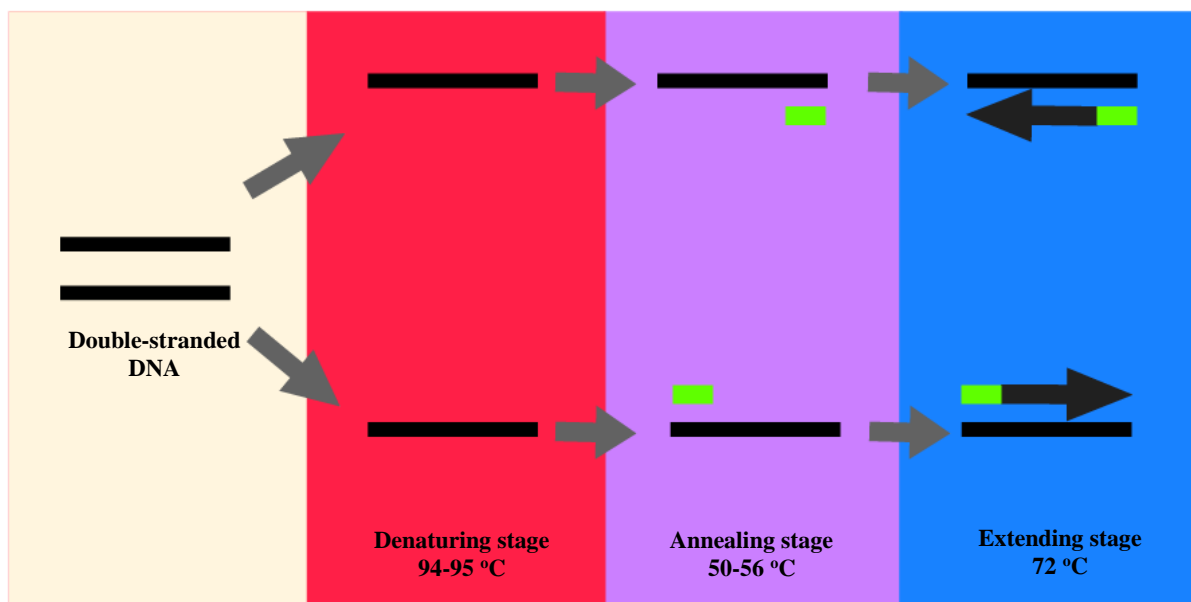 Double-stranded
DNA
Denaturing stage
94-95 ºC
Annealing stage
50-56 ºC
Extending stage
72 ºC